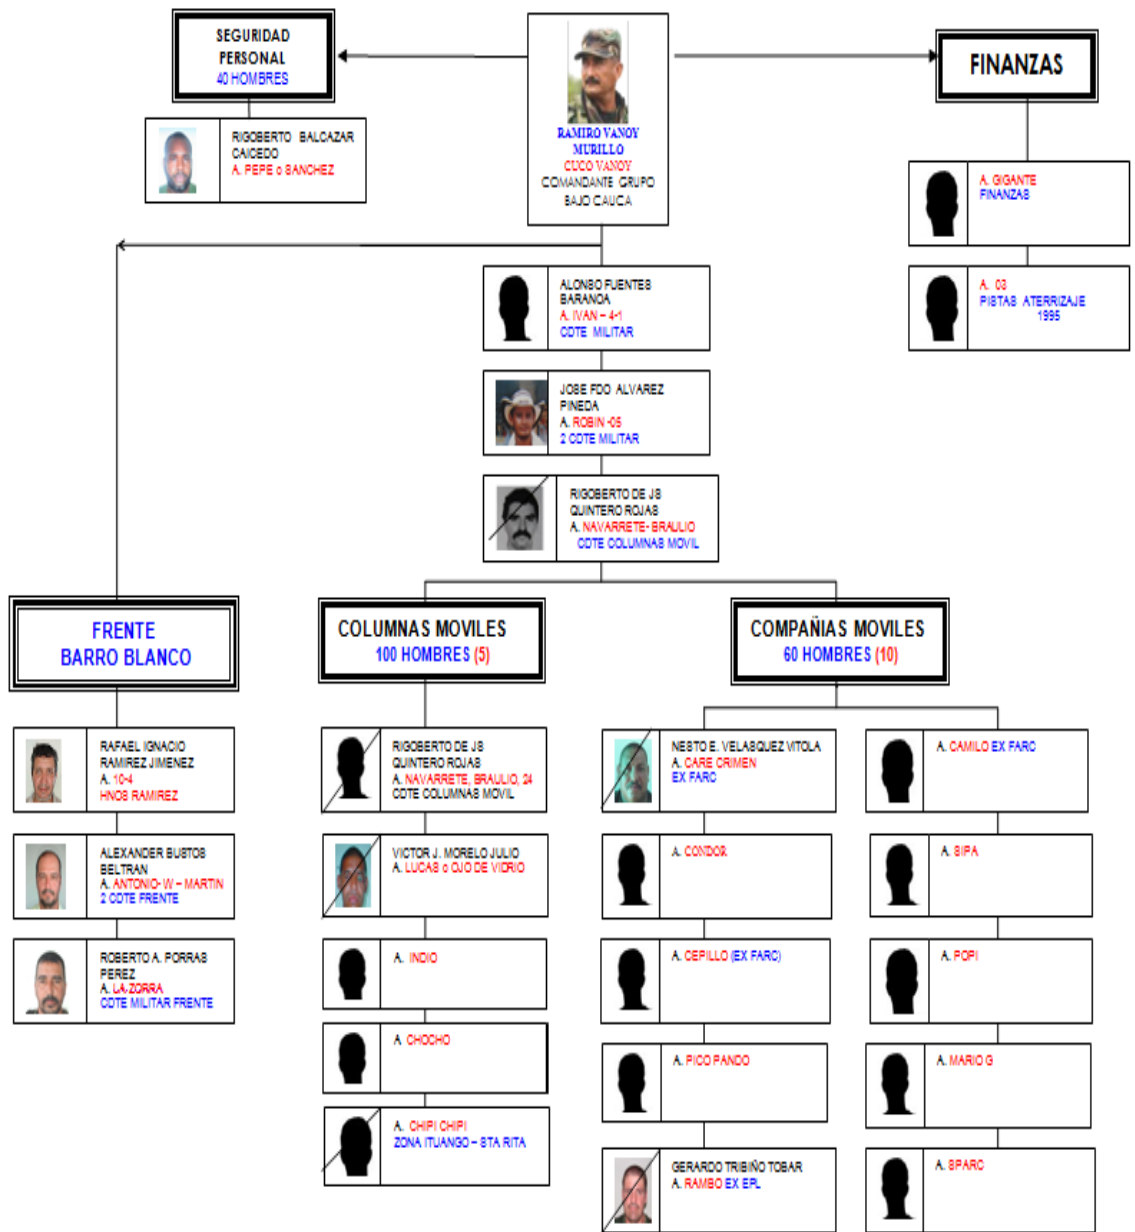 SEGURIDAD
PERSONAL
40 HOMBRES
RIGOBERTO BALCAZAR
CAICEDO
A. PEPE o SANCHEZ
RAMIRO VANOY
MURILLO
CUCO VANOY
COMANDANTE GRUPO
BAJO CAUCA
FINANZAS
A. GIGANTE
FINANZAS
A. 03
PISTAS ATERRIZAJE
1995
ALONSO FUENTES
BARANOA
A. IVAN – 4-1
CDTE MILITAR
JOSE FDO ALVAREZ
PINEDA
A. ROBIN -05
2 CDTE MILITAR
RIGOBERTO DE JS
QUINTERO ROJAS
A. NAVARRETE- BRAULIO
CDTE COLUMNAS MOVIL
FRENTE
BARRO BLANCO
RAFAEL IGNACIO
RAMIREZ JIMENEZ
A. 10-4
HNOS RAMIREZ
ALEXANDER BUSTOS
BELTRAN
A. ANTONIO- W – MARTIN
2 CDTE FRENTE
ROBERTO A. PORRAS
PEREZ
A. LA ZORRA
CDTE MILITAR FRENTE
COLUMNAS MOVILES
100 HOMBRES (5)
RIGOBERTO DE JS
QUINTERO ROJAS
A. NAVARRETE, BRAULIO, 24
CDTE COLUMNAS MOVIL
VICTOR J. MORELO JULIO
A. LUCAS o OJO DE VIDRIO
A. INDIO
A. CHOCHO
A. CHIPI CHIPI
ZONA ITUANGO – STA RITA
COMPAÑIAS MOVILES
60 HOMBRES (10)
NESTO E. VELASQUEZ VITOLA
A. CARE CRIMEN
EX FARC
A. CONDOR
A. CEPILLO (EX FARC)
A. PICO PANDO
GERARDO TRIBIÑO TOBAR
A. RAMBO EX EPL
A. CAMILO EX FARC
A. SIPA
A. POPI
A. MARIO G
A. SPARC